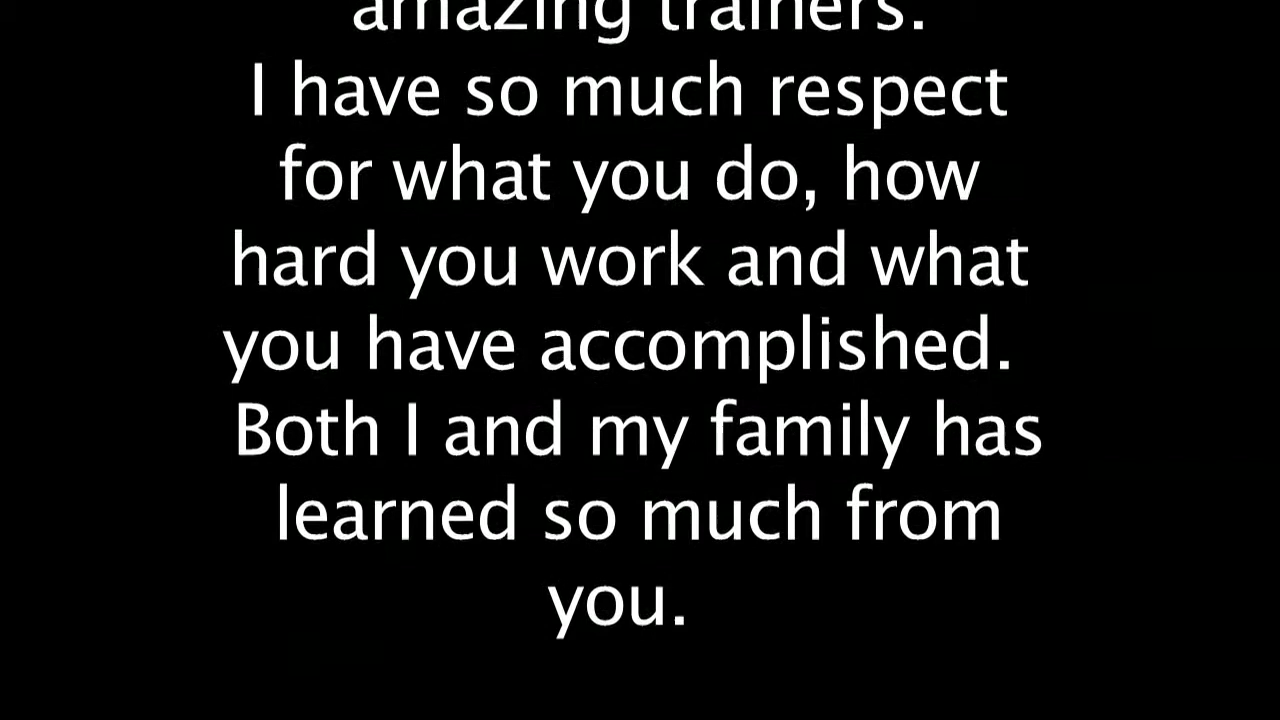 amazing trainers.
I have so much respect
for what you do, how
hard you work and what
you have accomplished.
Both I and my family has
learned so much from
you.